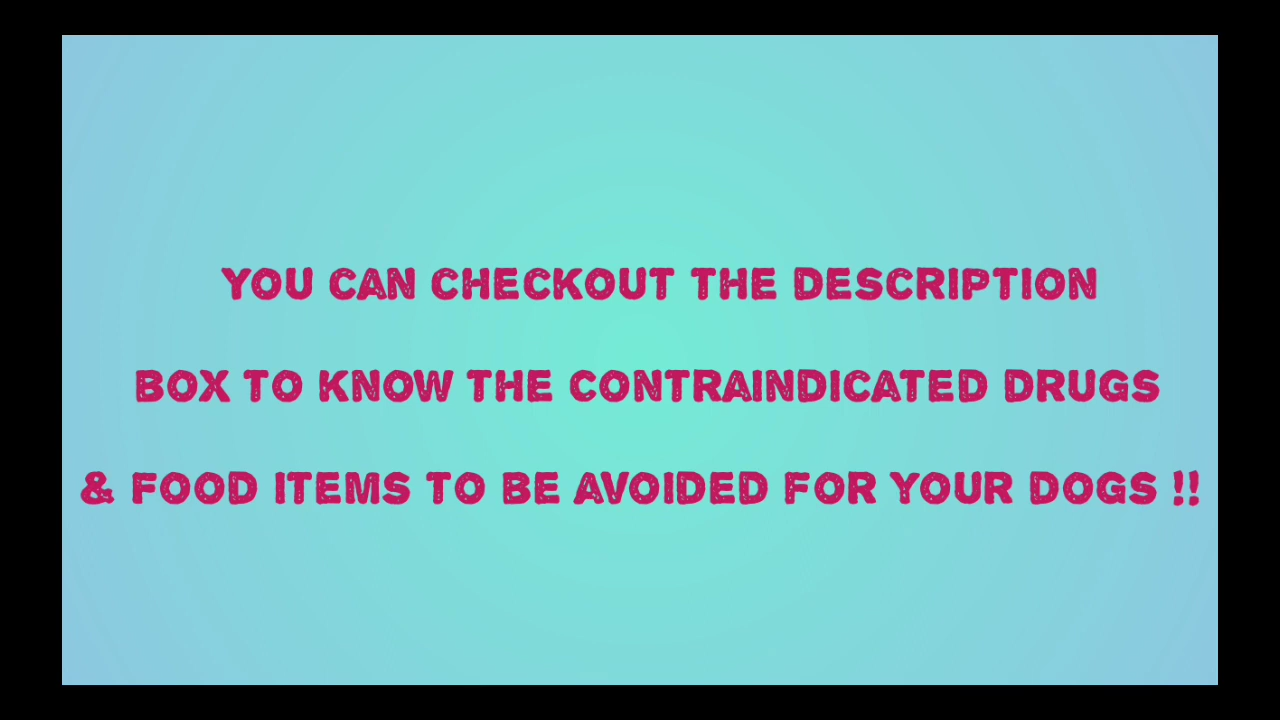 YOU CAN CHECKOUT THE DESCRIPTION
BOX TO KNOW THE CONTRAINDICATED DRUGS
& FOOD ITEMS TO BE AVOIDED FOR YOUR DOGS !!